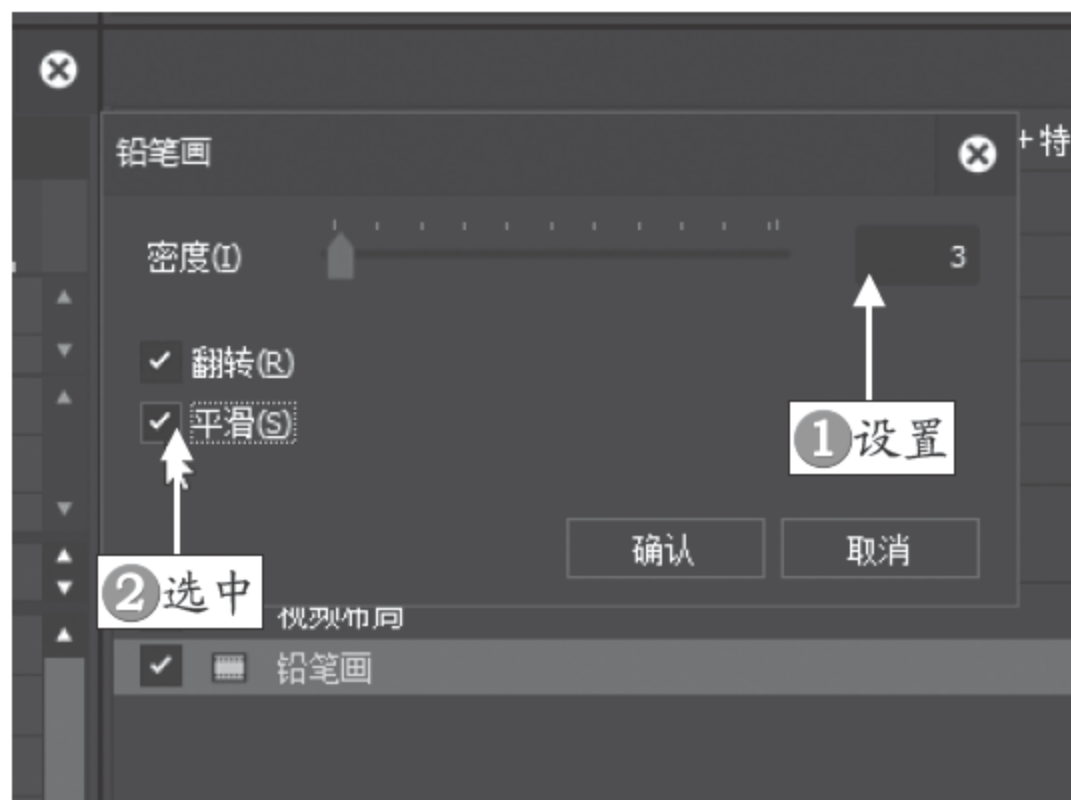 铅笔画
+ 特
密度(I) 3
翻转(R)
平滑(S)
1 设置
确认 取消
2 选中
视频布局
铅笔画